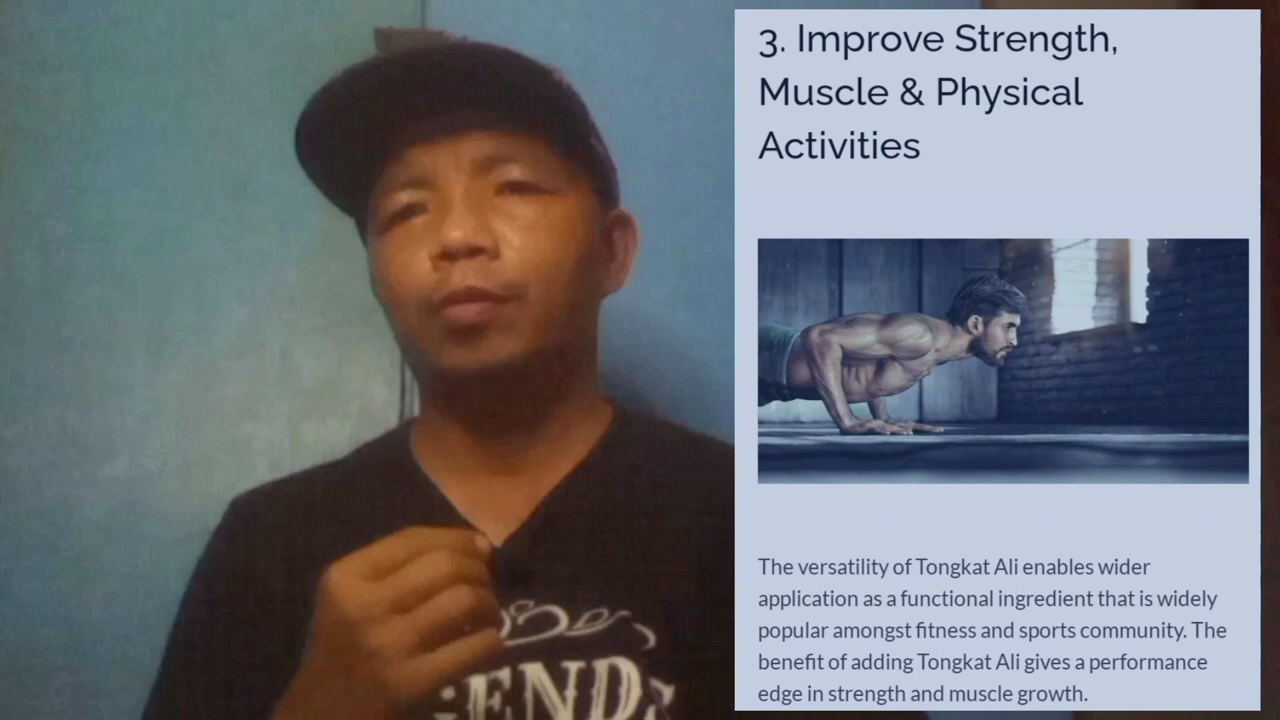 3. Improve Strength,
Muscle & Physical
Activities
The versatility of Tongkat Ali enables wider
application as a functional ingredient that is widely
popular amongst fitness and sports community. The
benefit of adding Tongkat Ali gives a performance
edge in strength and muscle growth.